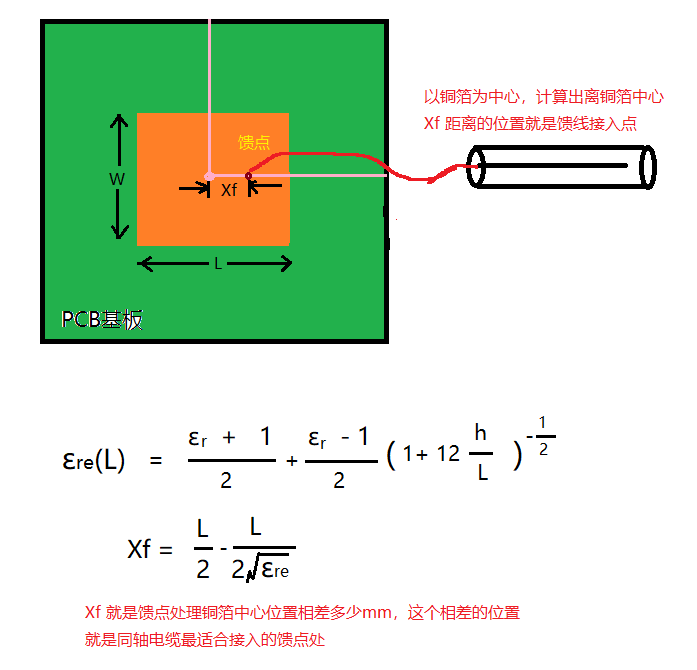 以铜箔为中心，计算出离铜箔中心
Xf 距离的位置就是馈线接入点
馈点
W
Xf
L
PCB基板
εre(L) = εr + 1 / 2 + εr - 1 / 2 ( 1+ 12 h / L ) - 1 / 2
Xf = L / 2 - L / 2√εre
Xf 就是馈点处理铜箔中心位置相差多少mm，这个相差的位置
就是同轴电缆最适合接入的馈点处